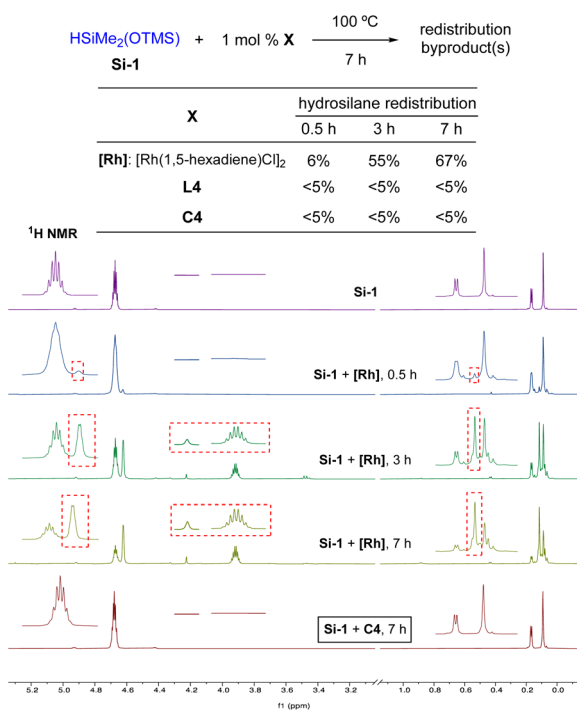 HSiMe2(OTMS) + 1 mol % X 100 ºC redistribution
Si-1 7 h byproduct(s)
X hydrosilane redistribution
0.5 h 3 h 7 h
[Rh]: [Rh(1,5-hexadiene)Cl]2 6% 55% 67%
L4 <5% <5% <5%
C4 <5% <5% <5%
1H NMR
Si-1
Si-1 + [Rh], 0.5 h
Si-1 + [Rh], 3 h
Si-1 + [Rh], 7 h
Si-1 + C4, 7 h
5.2 5.0 4.8 4.6 4.4 4.2 4.0 3.8 3.6 3.4 3.2 1.0 0.8 0.6 0.4 0.2 0.0
f1 (ppm)